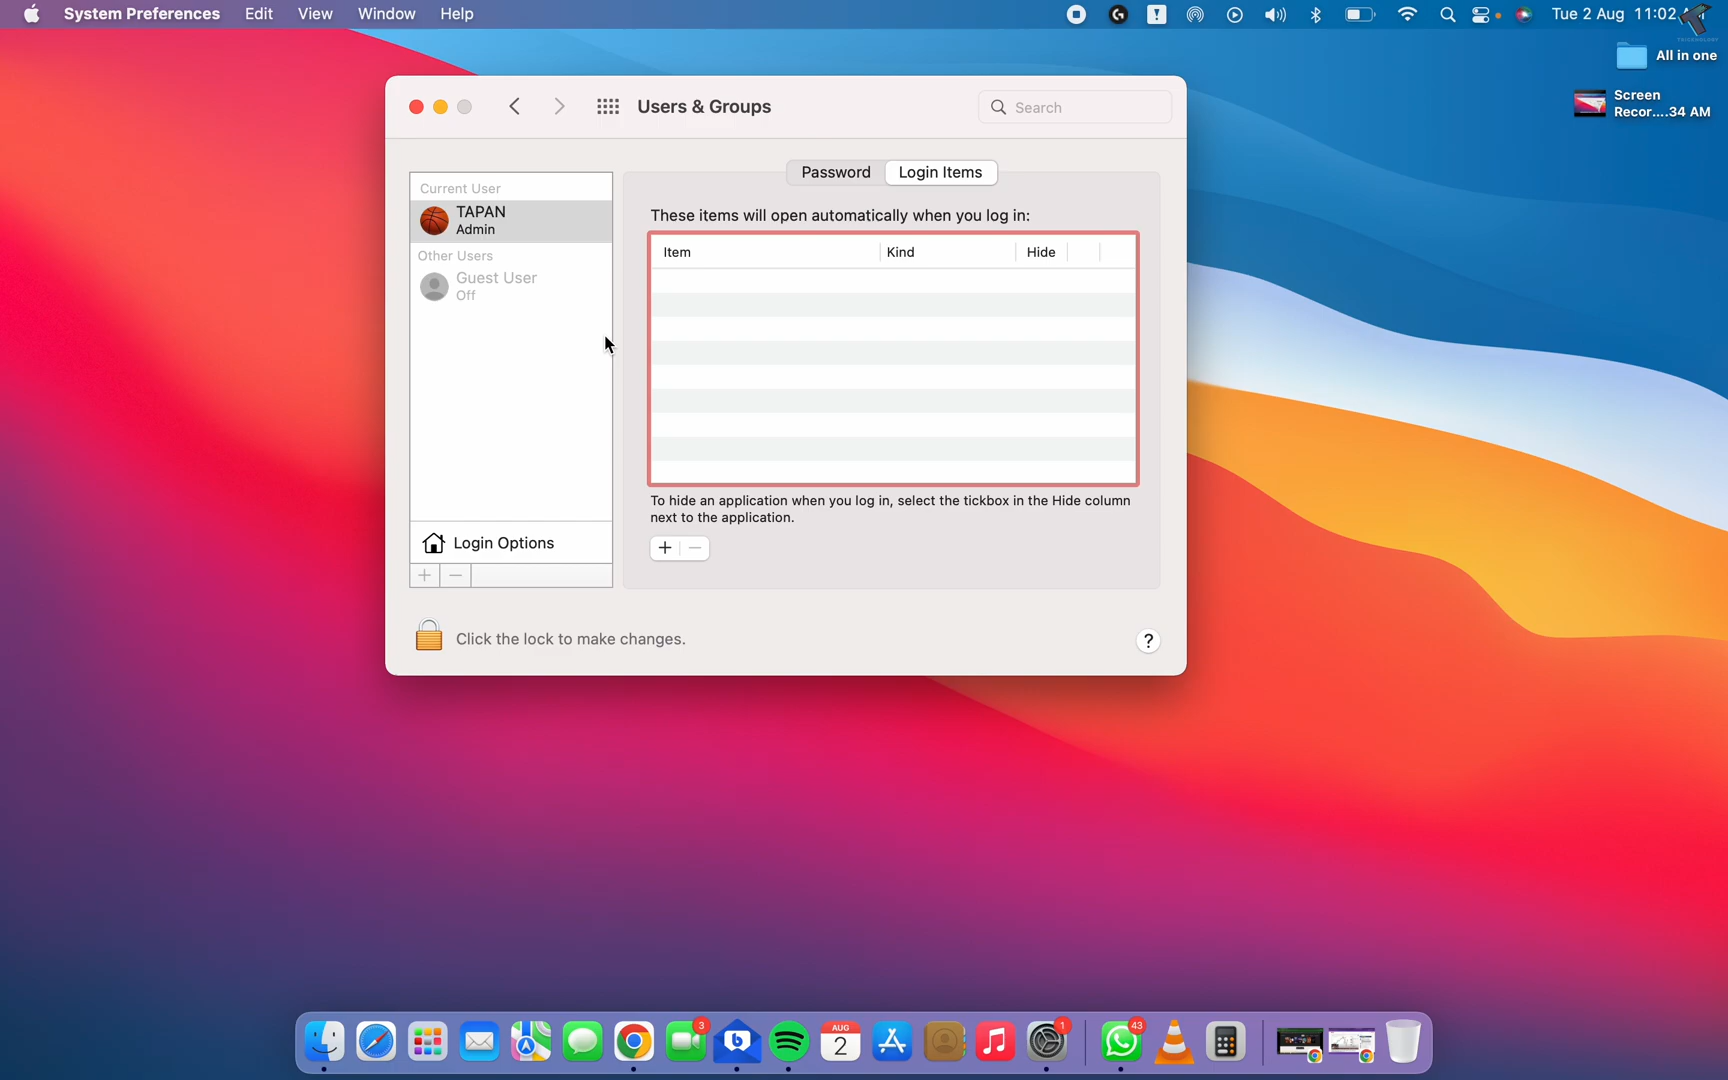 System Preferences Edit View Window Help
Tue 2 Aug 11:02
All in one
Screen
Recor....34 AM
Users & Groups
Search
Password
Login Items
Current User
TAPAN
Admin
Other Users
Guest User
Off
Login Options
These items will open automatically when you log in:
Item Kind Hide
To hide an application when you log in, select the tickbox in the Hide column
next to the application.
Click the lock to make changes.
?
3
AUG
2
1
43